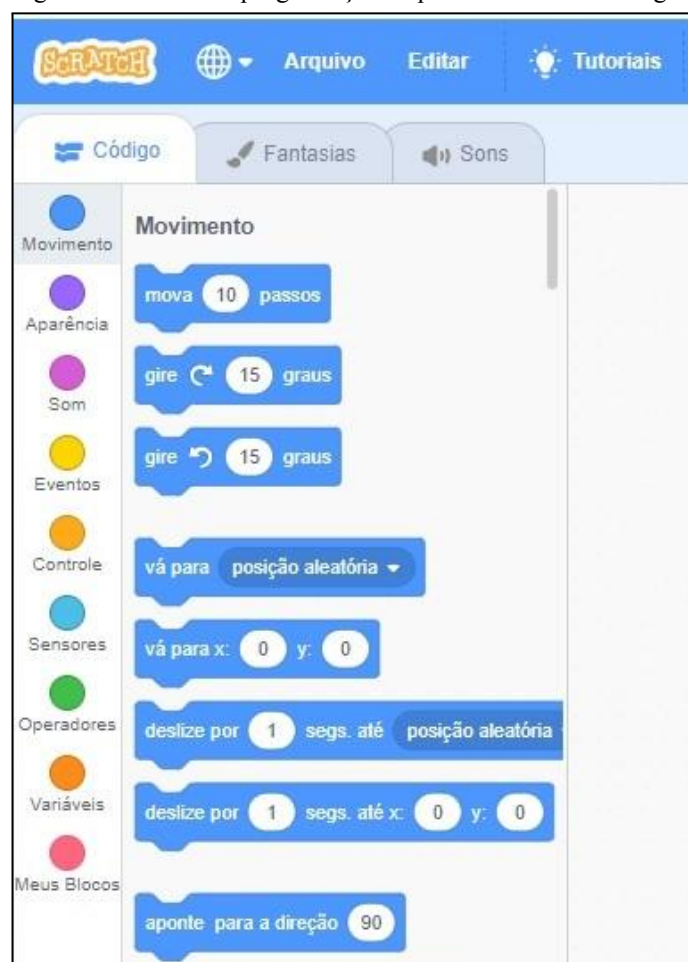 SCRATCH Arquivo Editar Tutoriais
Código Fantasias Sons
Movimento
Aparência
Som
Eventos
Controle
Sensores
Operadores
Variáveis
Meus Blocos
Movimento
mova 10 passos
gire 15 graus
gire 15 graus
vá para posição aleatória
vá para x: 0 y: 0
deslize por 1 segs. até posição aleatória
deslize por 1 segs. até x: 0 y: 0
aponte para a direção 90